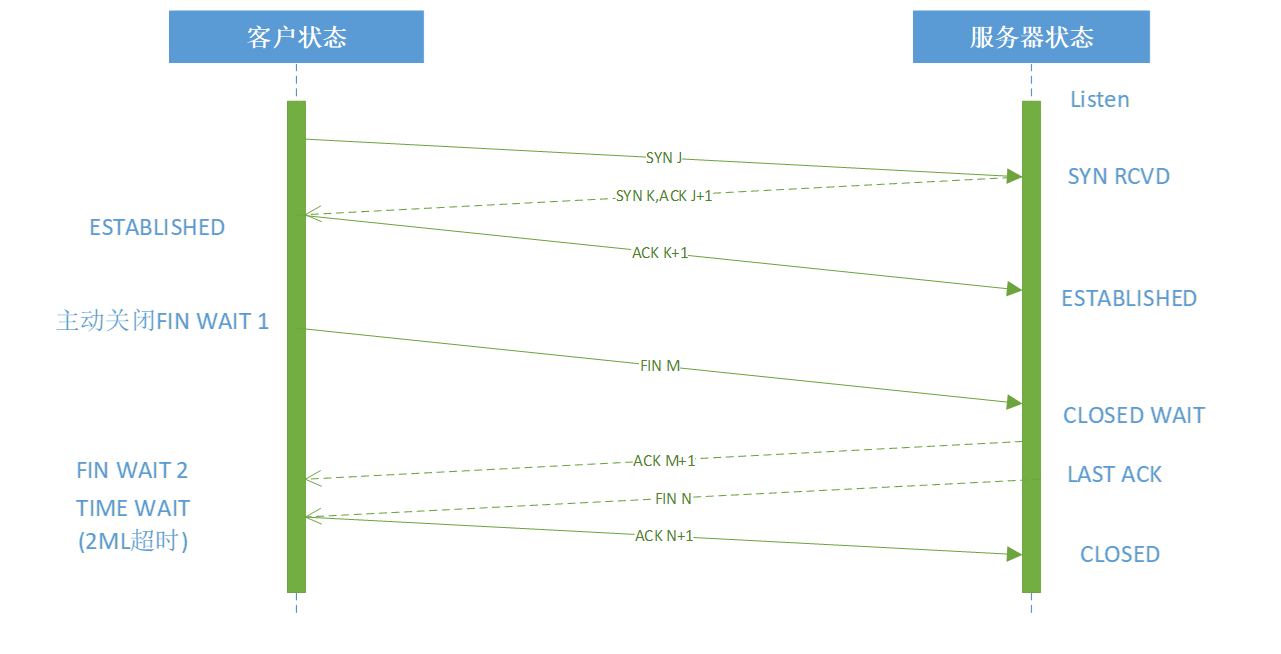 客户状态
服务器状态
Listen
SYN J
SYN RCVD
SYN K,ACK J+1
ESTABLISHED
ACK K+1
ESTABLISHED
主动关闭FIN WAIT 1
FIN M
CLOSED WAIT
ACK M+1
FIN WAIT 2
LAST ACK
FIN N
TIME WAIT
(2ML超时)
ACK N+1
CLOSED